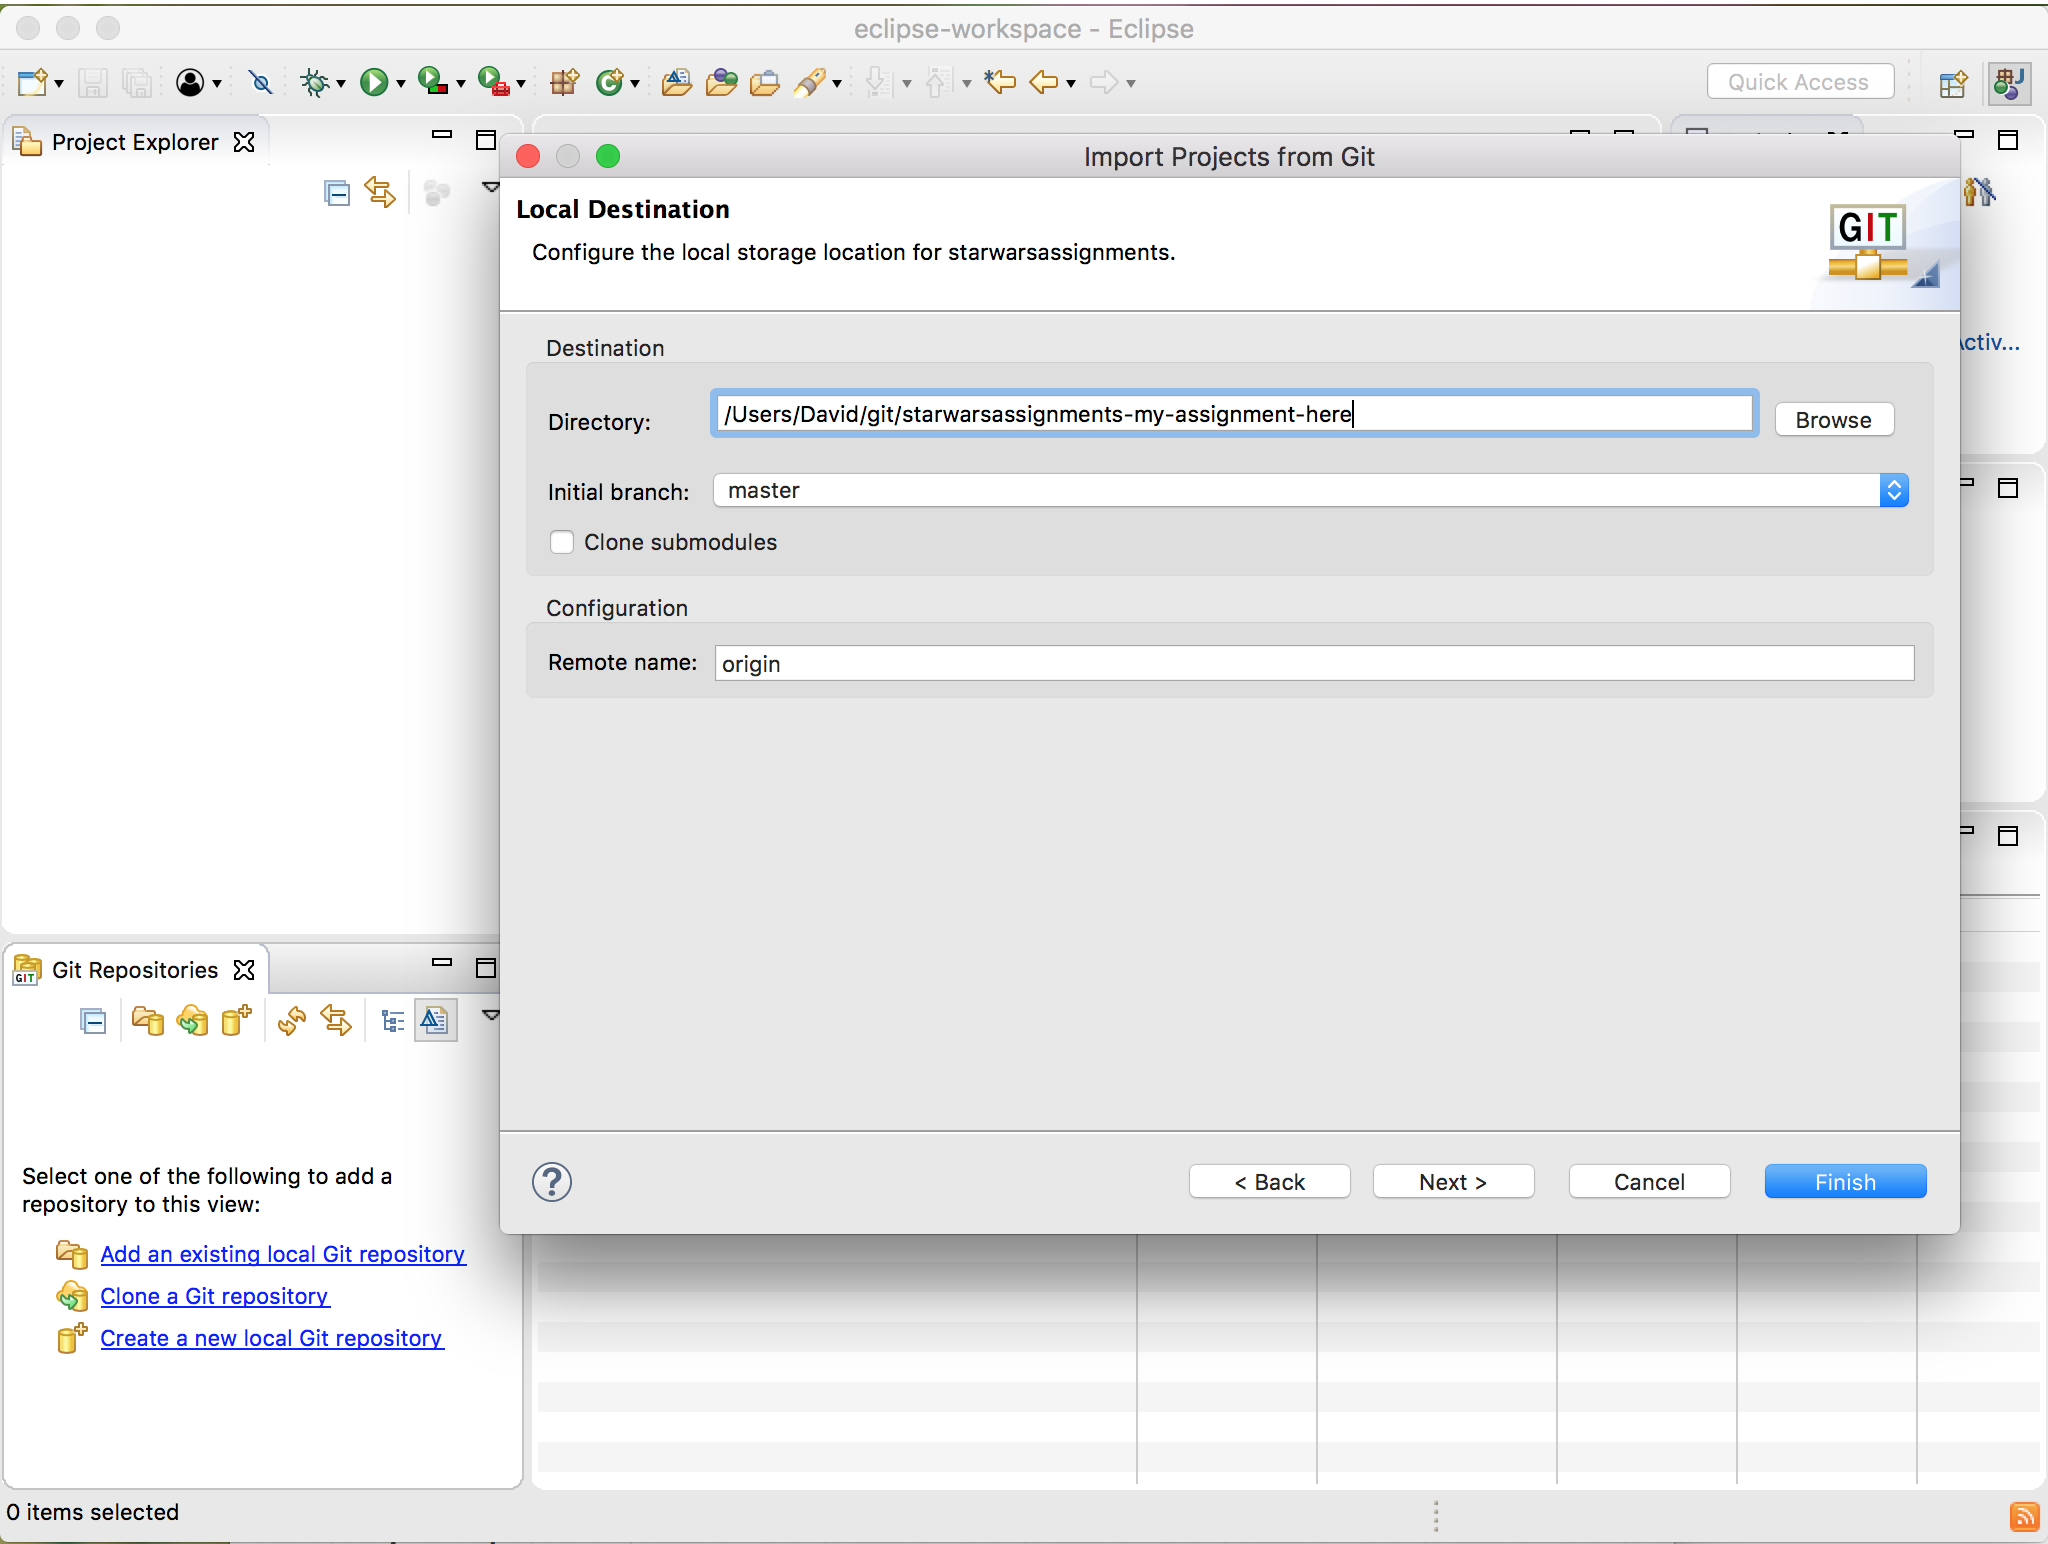 eclipse-workspace - Eclipse
Quick Access
Project Explorer
Import Projects from Git
Local Destination
Configure the local storage location for starwarsassignments.
GIT
Activ...
Destination
Directory: /Users/David/git/starwarsassignments-my-assignment-here Browse
Initial branch: master
Clone submodules
Configuration
Remote name: origin
GIT Git Repositories
Select one of the following to add a
repository to this view:
Add an existing local Git repository
Clone a Git repository
Create a new local Git repository
? < Back Next > Cancel Finish
0 items selected